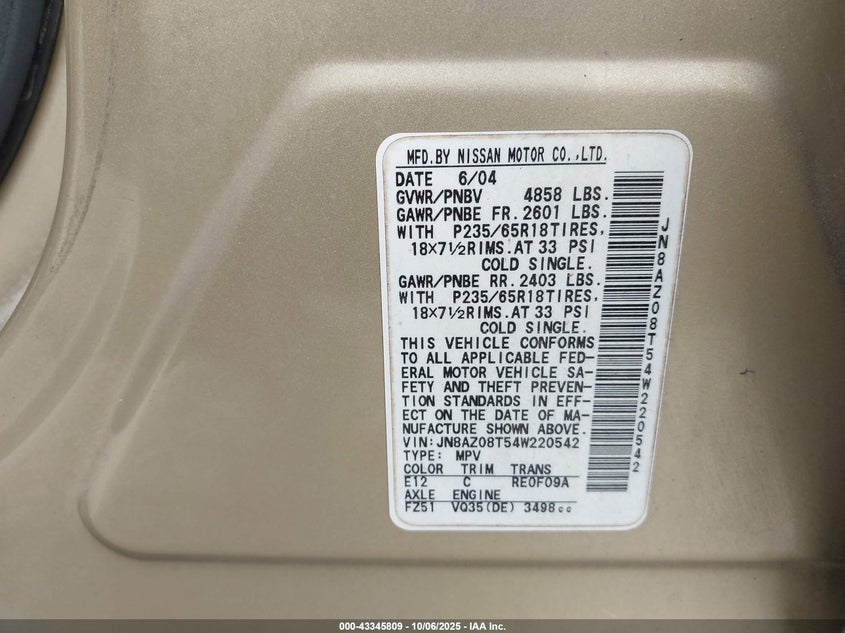 MFD.BY NISSAN MOTOR CO.,LTD.
DATE 6/04
GVWR/PNBV 4858 LBS.
GAWR/PNBE FR.2601 LBS.
WITH P235/65R18TIRES,
18×7½RIMS.AT 33 PSI
COLD SINGLE.
GAWR/PNBE RR.2403 LBS.
WITH P235/65R18TIRES,
18×7½RIMS.AT 33 PSI
COLD SINGLE.
THIS VEHICLE CONFORMS
TO ALL APPLICABLE FED-
ERAL MOTOR VEHICLE SA-
FETY AND THEFT PREVEN-
TION STANDARDS IN EFF-
ECT ON THE DATE OF MA-
NUFACTURE SHOWN ABOVE.
VIN:JN8AZ08T54W220542
TYPE: MPV
COLOR TRIM TRANS
E12 C RE0F09A
AXLE ENGINE
FZ51 VQ35(DE) 3498cc
JN8AZ08T54W220542
000-43345809 - 10/06/2025 - IAA Inc.